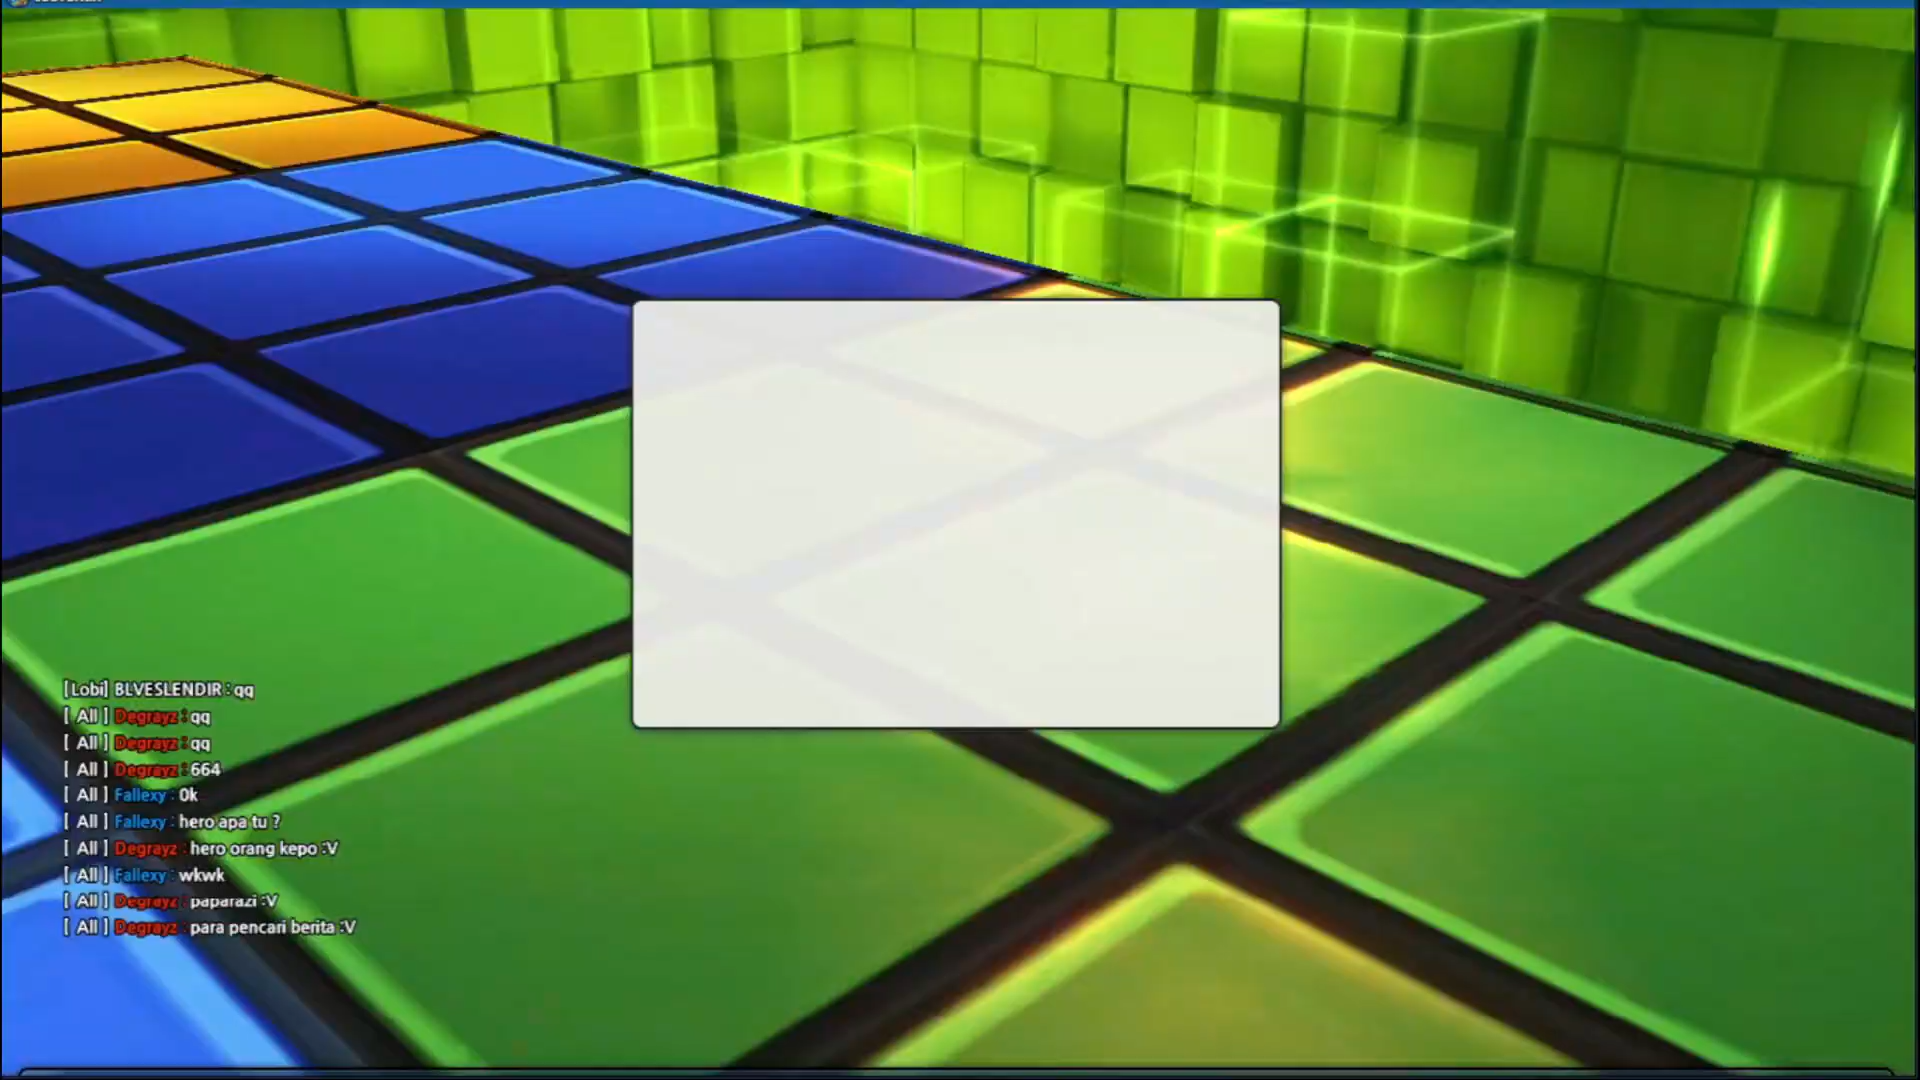 [Lobi] BLVESLENDIR : qq
[ All ] Degrayz : qq
[ All ] Degrayz : qq
[ All ] Degrayz : 664
[ All ] Fallexy : Ok
[ All ] Fallexy : hero apa tu ?
[ All ] Degrayz : hero orang kepo :V
[ All ] Fallexy : wkwk
[ All ] Degrayz : paparazi :V
[ All ] Degrayz : para pencari berita :V